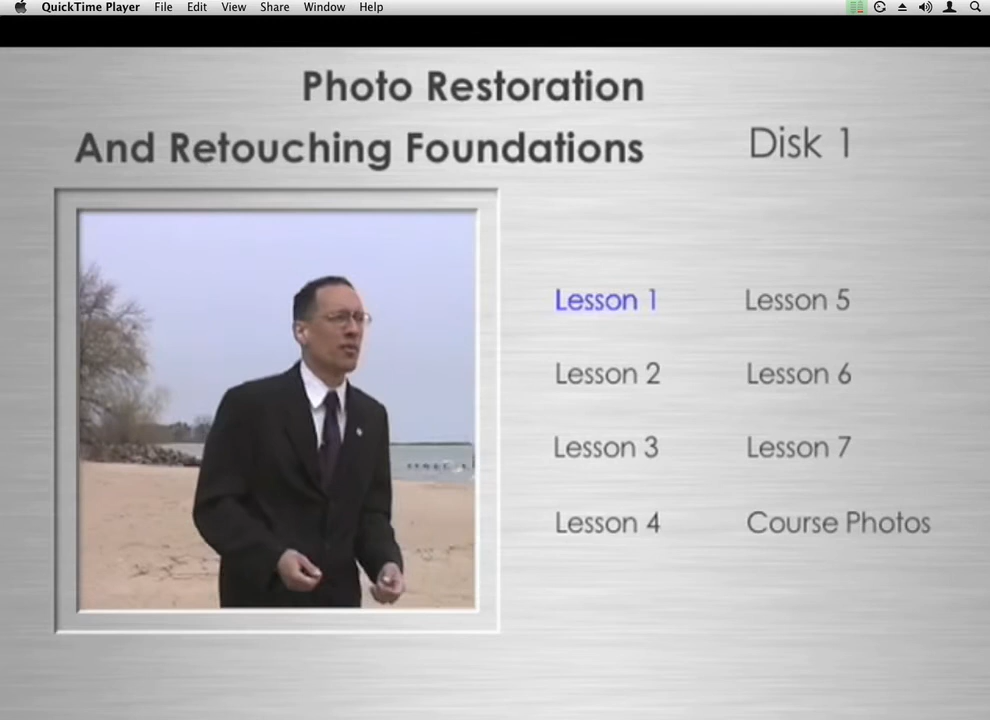 QuickTime Player File Edit View Share Window Help
Photo Restoration
And Retouching Foundations
Disk 1
Lesson 1 Lesson 5
Lesson 2 Lesson 6
Lesson 3 Lesson 7
Lesson 4 Course Photos